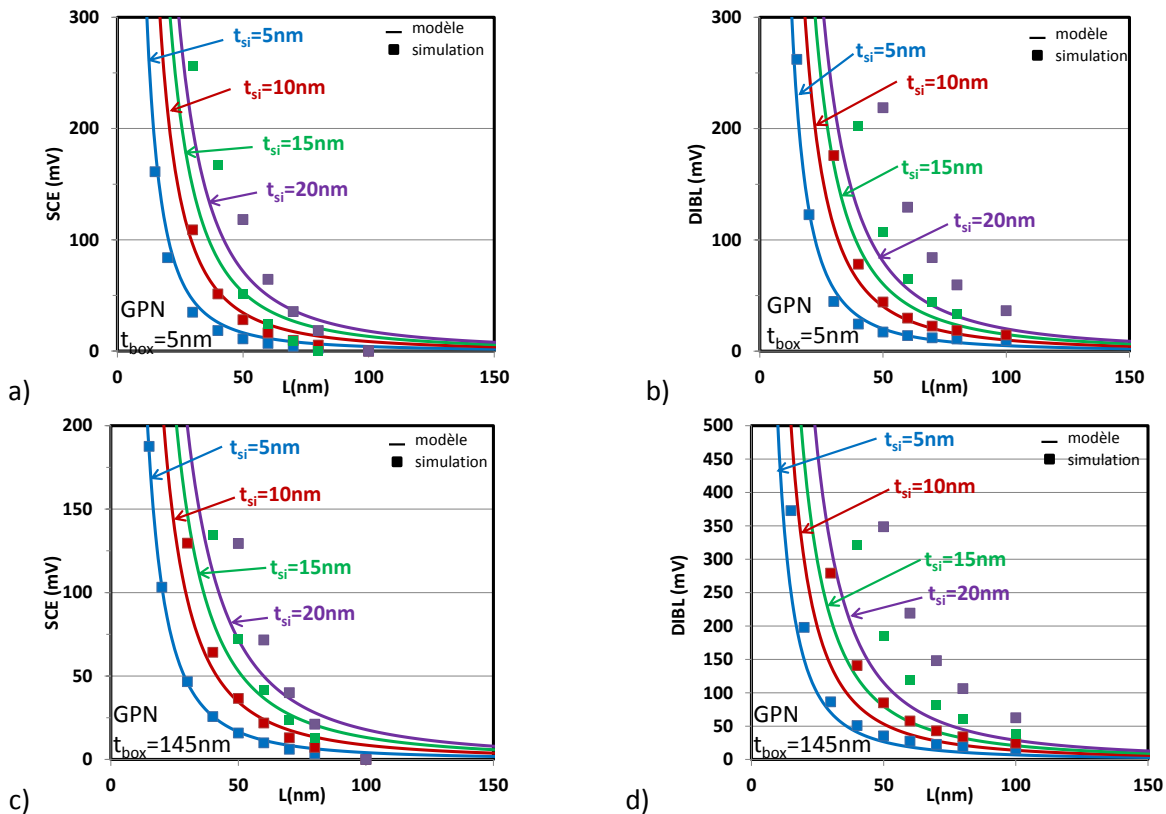 300
200
100
0
SCE (mV)
t_si=5nm
t_si=10nm
t_si=15nm
t_si=20nm
modèle
simulation
GPN
t_box=5nm
0 50 100 150
L(nm)
a)
300
200
100
0
DIBL (mV)
t_si=5nm
t_si=10nm
t_si=15nm
t_si=20nm
modèle
simulation
GPN
t_box=5nm
0 50 100 150
L(nm)
b)
200
150
100
50
0
SCE (mV)
t_si=5nm
t_si=10nm
t_si=15nm
t_si=20nm
modèle
simulation
GPN
t_box=145nm
0 50 100 150
L(nm)
c)
500
450
400
350
300
250
200
150
100
50
0
DIBL (mV)
t_si=5nm
t_si=10nm
t_si=15nm
t_si=20nm
modèle
simulation
GPN
t_box=145nm
0 50 100 150
L(nm)
d)